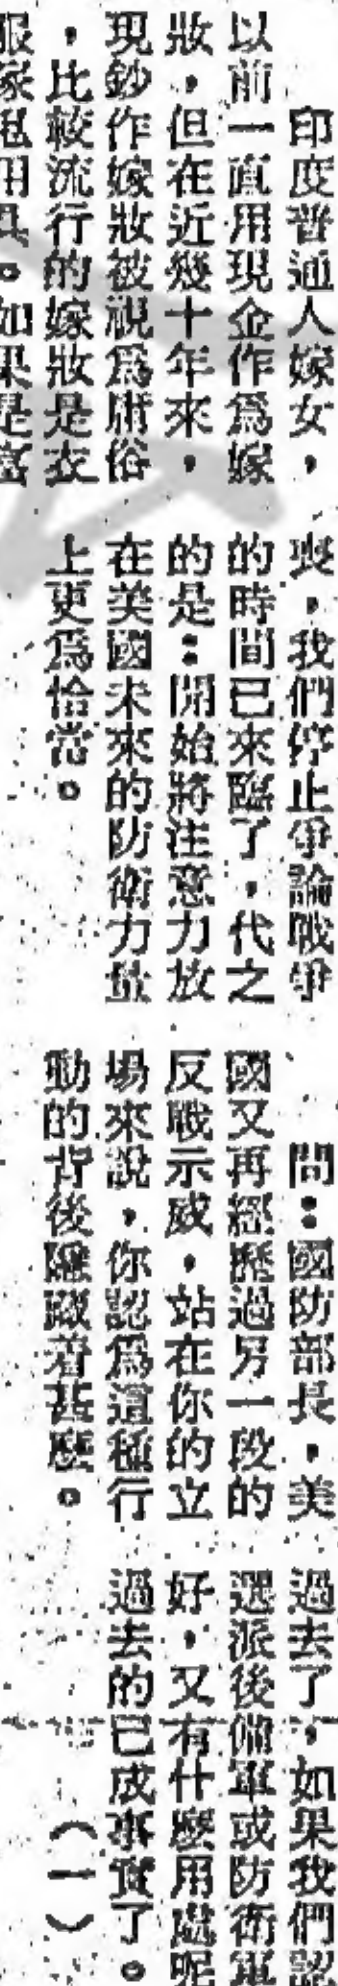 印度普通人嫁女，
以前一直用現金作爲嫁
妝，但在近幾十年來，
現鈔作嫁妝被視爲庸俗
，比較流行的嫁妝是衣
服傢私用具。如果是富
喪，我們停止爭論戰爭
的時間已來臨了，代之
的是：開始將注意力放
在美國未來的防衛力量
上更爲恰當。
問：國防部長，美
國又再經歷過另一段的
反戰示威，站在你的立
場來說，你認爲這種行
動的背後隱藏着甚麼。
過去了，如果我們認
選派後備軍或防衛軍
好，又有什麼用處呢
過去的已成事實了。
（一）